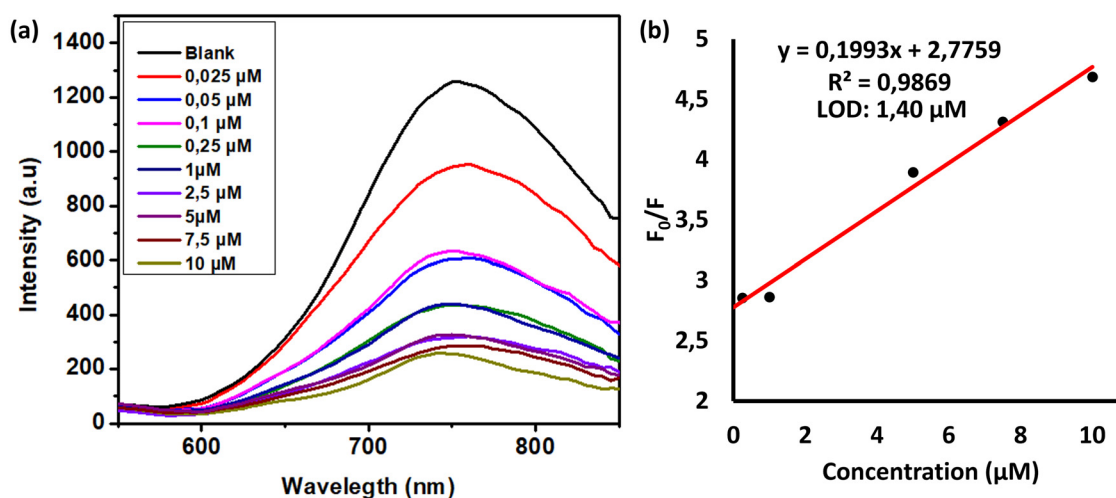 (a)
1400
1200
1000
800
600
400
200
0
Intensity (a.u)
Blank
0,025 µM
0,05 µM
0,1 µM
0,25 µM
1µM
2,5 µM
5µM
7,5 µM
10 µM
600
700
800
Wavelegth (nm)
(b)
y = 0,1993x + 2,7759
R² = 0,9869
LOD: 1,40 µM
5
4,5
4
3,5
3
2,5
2
F₀/F
0
2
4
6
8
10
Concentration (µM)